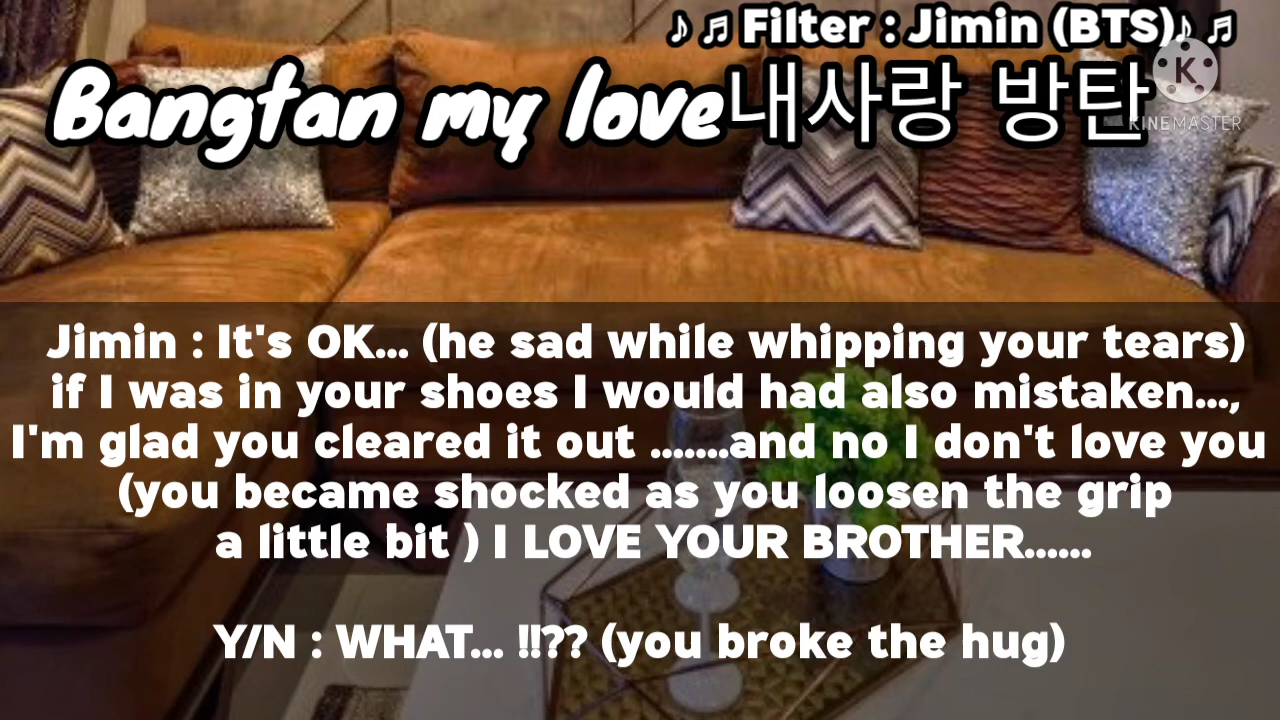 ♪ ♬ Filter : Jimin (BTS)♪ ♬
Bangtan my love내사랑 방탄
K
KINEMASTER
Jimin : It's OK... (he sad while whipping your tears)
if I was in your shoes I would had also mistaken...,
I'm glad you cleared it out .......and no I don't love you
(you became shocked as you loosen the grip
a little bit ) I LOVE YOUR BROTHER......
Y/N : WHAT... !!?? (you broke the hug)